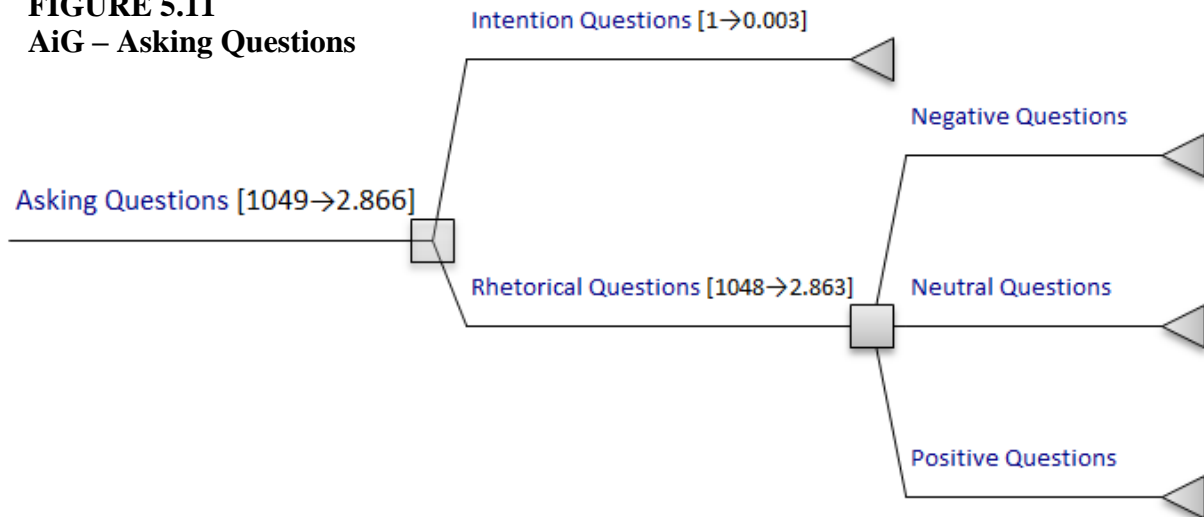 FIGURE 5.11
AiG – Asking Questions
Intention Questions [1→0.003]
Negative Questions
Asking Questions [1049→2.866]
Rhetorical Questions [1048→2.863]
Neutral Questions
Positive Questions